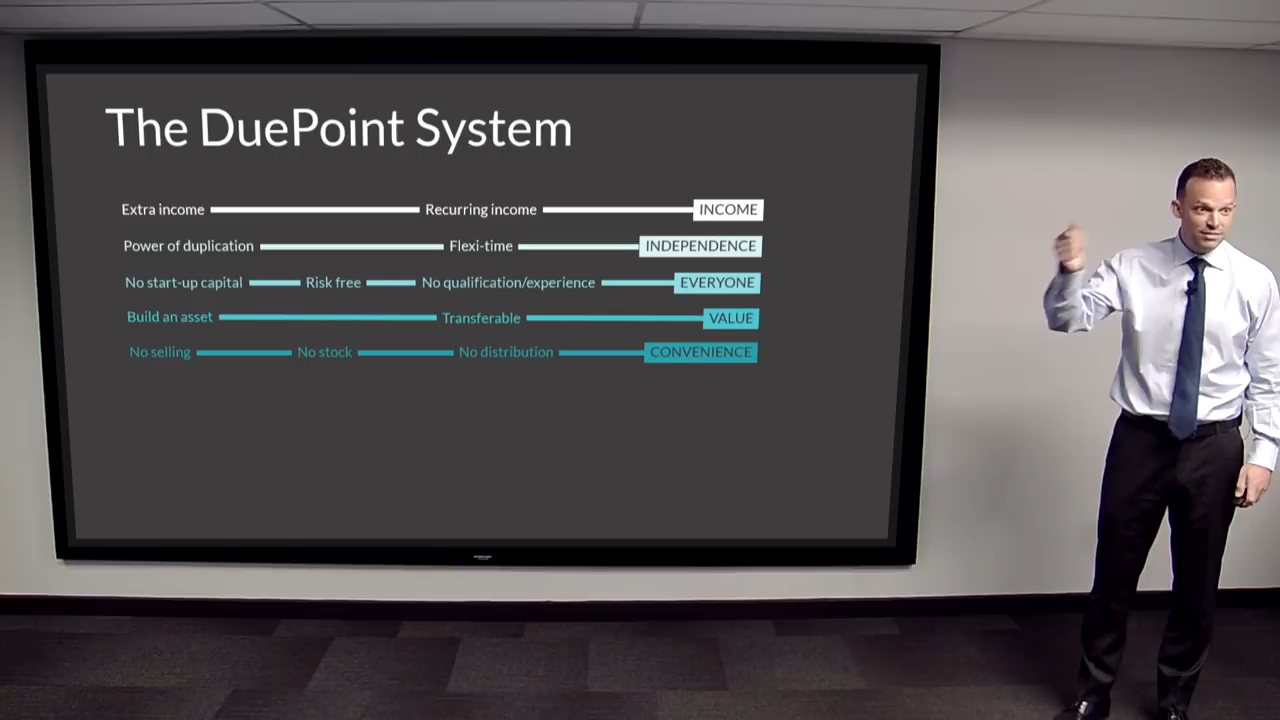 The DuePoint System
Extra income Recurring income INCOME
Power of duplication Flexi-time INDEPENDENCE
No start-up capital Risk free No qualification/experience EVERYONE
Build an asset Transferable VALUE
No selling No stock No distribution CONVENIENCE